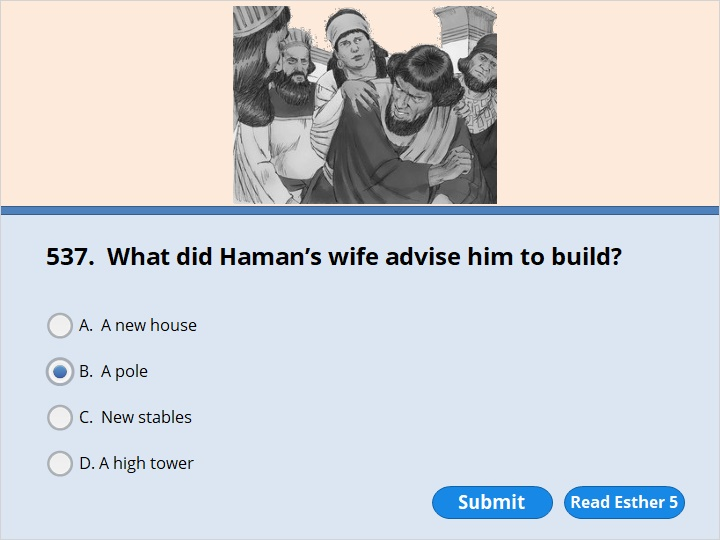 537. What did Haman’s wife advise him to build?
A. A new house
B. A pole
C. New stables
D. A high tower
Submit Read Esther 5